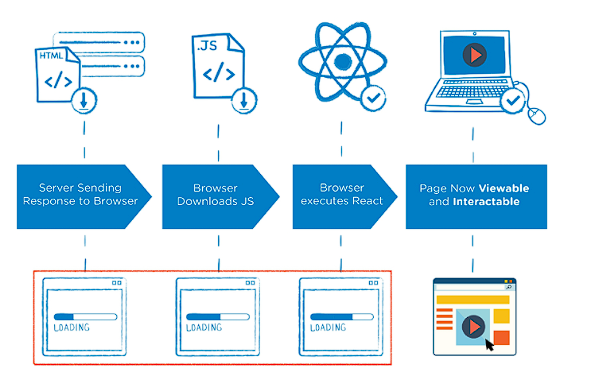 HTML
.JS
Server Sending
Response to Browser
Browser
Downloads JS
Browser
executes React
Page Now Viewable
and Interactable
LOADING
LOADING
LOADING